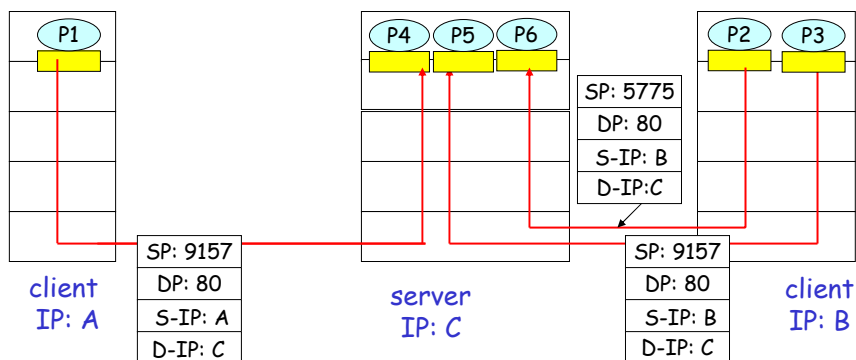 P1
P4
P5
P6
P2
P3
SP: 5775
DP: 80
S-IP: B
D-IP:C
SP: 9157
DP: 80
S-IP: A
D-IP: C
SP: 9157
DP: 80
S-IP: B
D-IP: C
client
IP: A
server
IP: C
client
IP: B